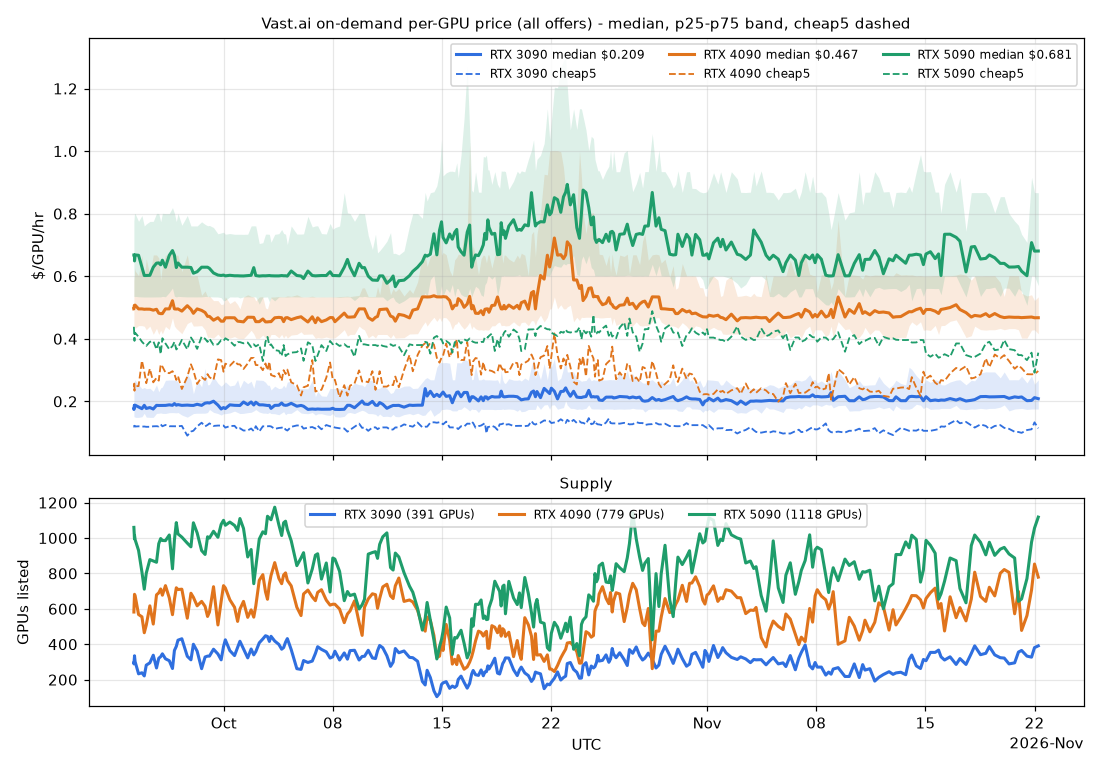 Vast.ai on-demand per-GPU price (all offers) - median, p25-p75 band, cheap5 dashed
RTX 3090 median $0.209
RTX 4090 median $0.467
RTX 5090 median $0.681
RTX 3090 cheap5
RTX 4090 cheap5
RTX 5090 cheap5
$/GPU/hr
1.2
1.0
0.8
0.6
0.4
0.2
Supply
RTX 3090 (391 GPUs)
RTX 4090 (779 GPUs)
RTX 5090 (1118 GPUs)
GPUs listed
1200
1000
800
600
400
200
Oct
08
15
22
Nov
08
15
22
UTC
2026-Nov